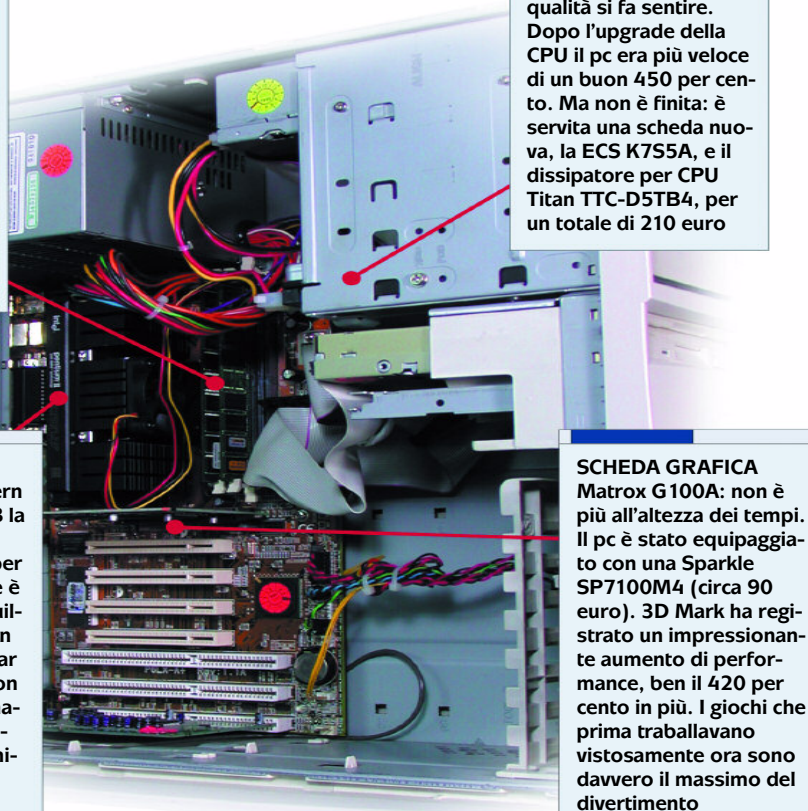 qualità si fa sentire.
Dopo l'upgrade della
CPU il pc era più veloce
di un buon 450 per cen-
to. Ma non è finita: è
servita una scheda nuo-
va, la ECS K7S5A, e il
dissipatore per CPU
Titan TTC-D5TB4, per
un totale di 210 euro
pentium II
SCHEDA GRAFICA
Matrox G100A: non è
più all'altezza dei tempi.
Il pc è stato equipaggia-
to con una Sparkle
SP7100M4 (circa 90
euro). 3D Mark ha regi-
strato un impressionan-
te aumento di perfor-
mance, ben il 420 per
cento in più. I giochi che
prima traballavano
vistosamente ora sono
davvero il massimo del
divertimento